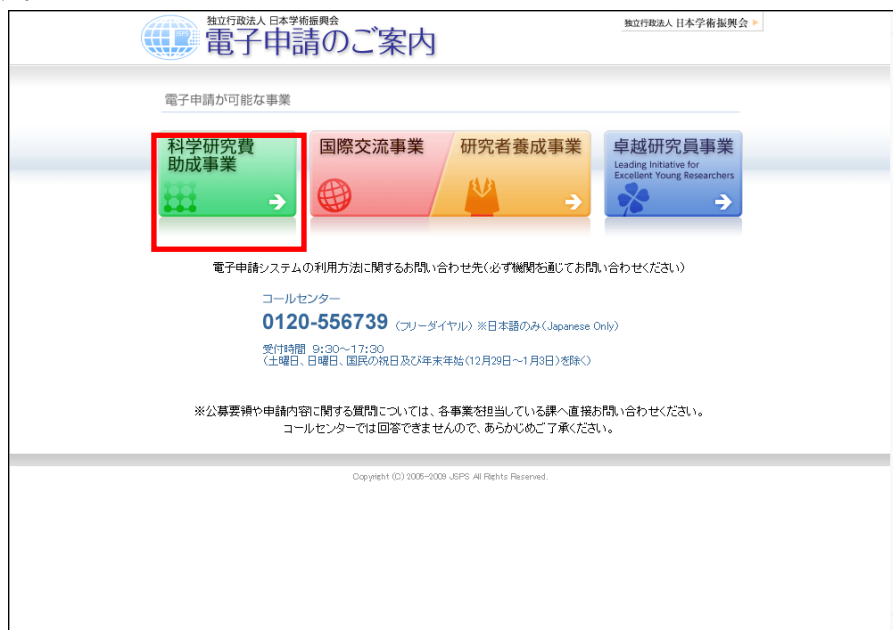 独立行政法人 日本学術振興会
電子申請のご案内
独立行政法人 日本学術振興会
電子申請が可能な事業
科学研究費
助成事業
国際交流事業
研究者養成事業
卓越研究員事業
Leading Initiative for
Excellent Young Researchers
電子申請システムの利用方法に関するお問い合わせ先(必ず機関を通じてお問い合わせください)
コールセンター
0120-556739 (フリーダイヤル) ※日本語のみ(Japanese Only)
受付時間 9:30～17:30
(土曜日、日曜日、国民の祝日及び年末年始(12月29日～1月3日)を除く)
※公募要領や申請内容に関する質問については、各事業を担当している課へ直接お問い合わせください。
コールセンターでは回答できませんので、あらかじめご了承ください。
Copyright (C) 2005-2009 JSPS All Rights Reserved.